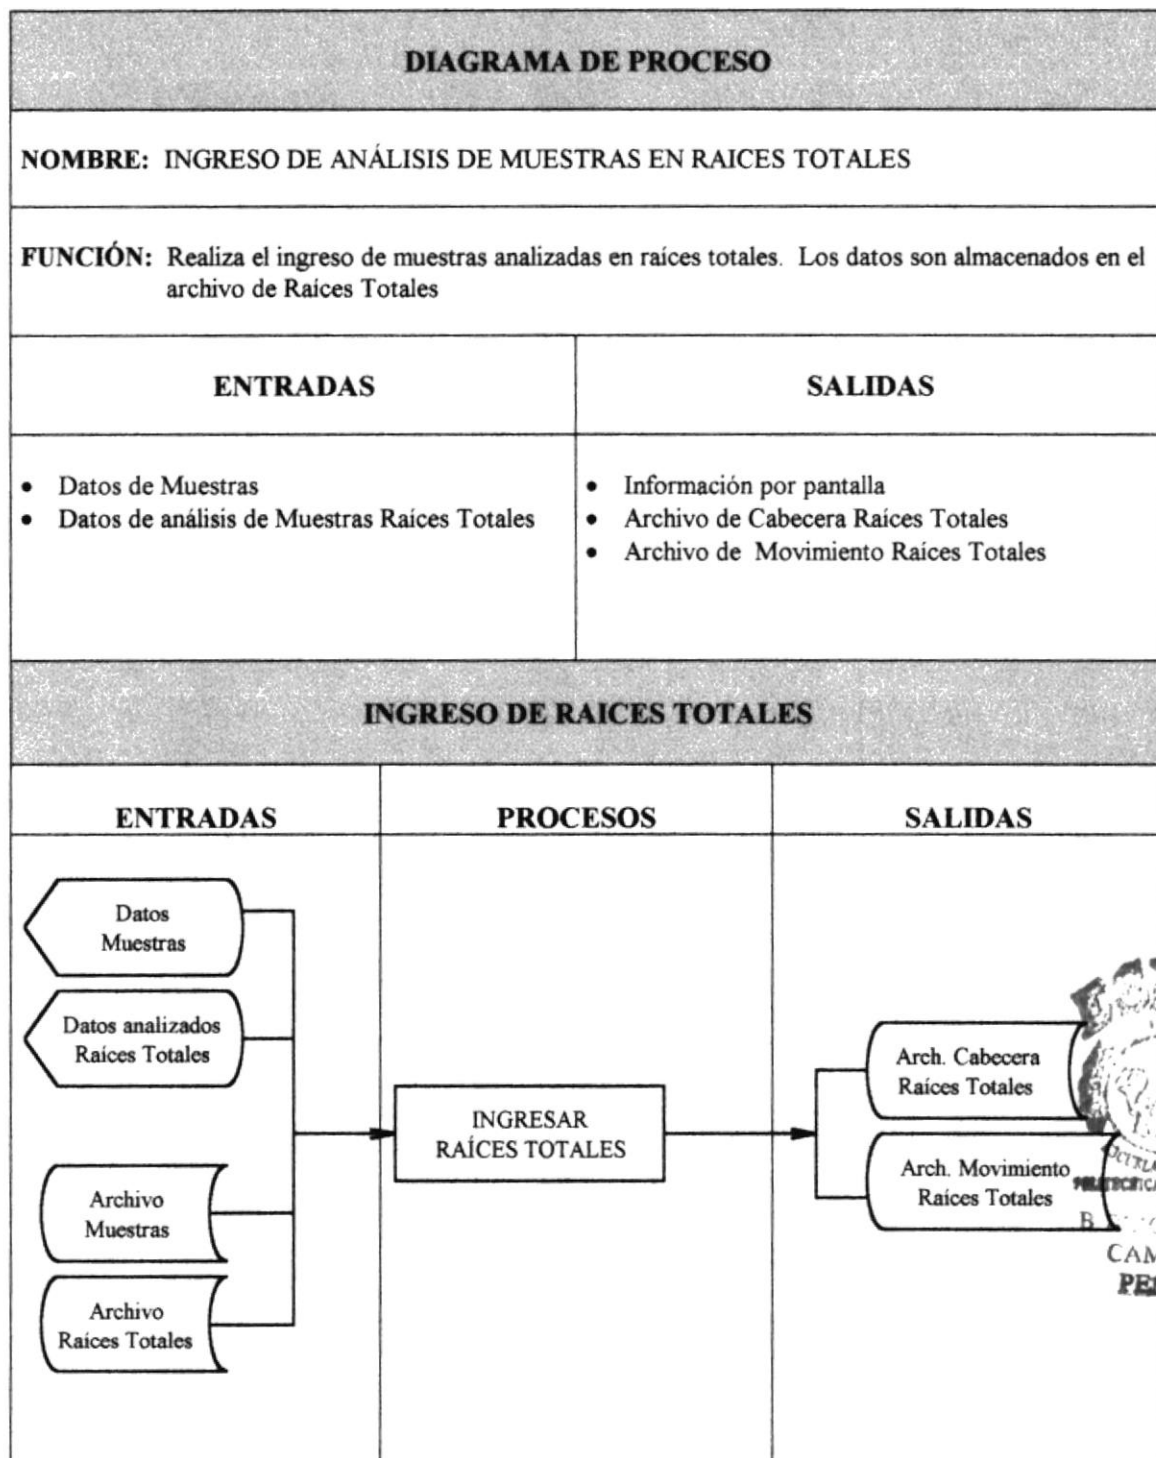 DIAGRAMA DE PROCESO
NOMBRE: INGRESO DE ANÁLISIS DE MUESTRAS EN RAICES TOTALES
FUNCIÓN: Realiza el ingreso de muestras analizadas en raíces totales. Los datos son almacenados en el
archivo de Raíces Totales
ENTRADAS
SALIDAS
• Datos de Muestras
• Datos de análisis de Muestras Raíces Totales
• Información por pantalla
• Archivo de Cabecera Raíces Totales
• Archivo de Movimiento Raíces Totales
INGRESO DE RAICES TOTALES
ENTRADAS
PROCESOS
SALIDAS
Datos
Muestras
Datos analizados
Raíces Totales
Archivo
Muestras
Archivo
Raíces Totales
INGRESAR
RAÍCES TOTALES
Arch. Cabecera
Raíces Totales
Arch. Movimiento
Raíces Totales
CAM